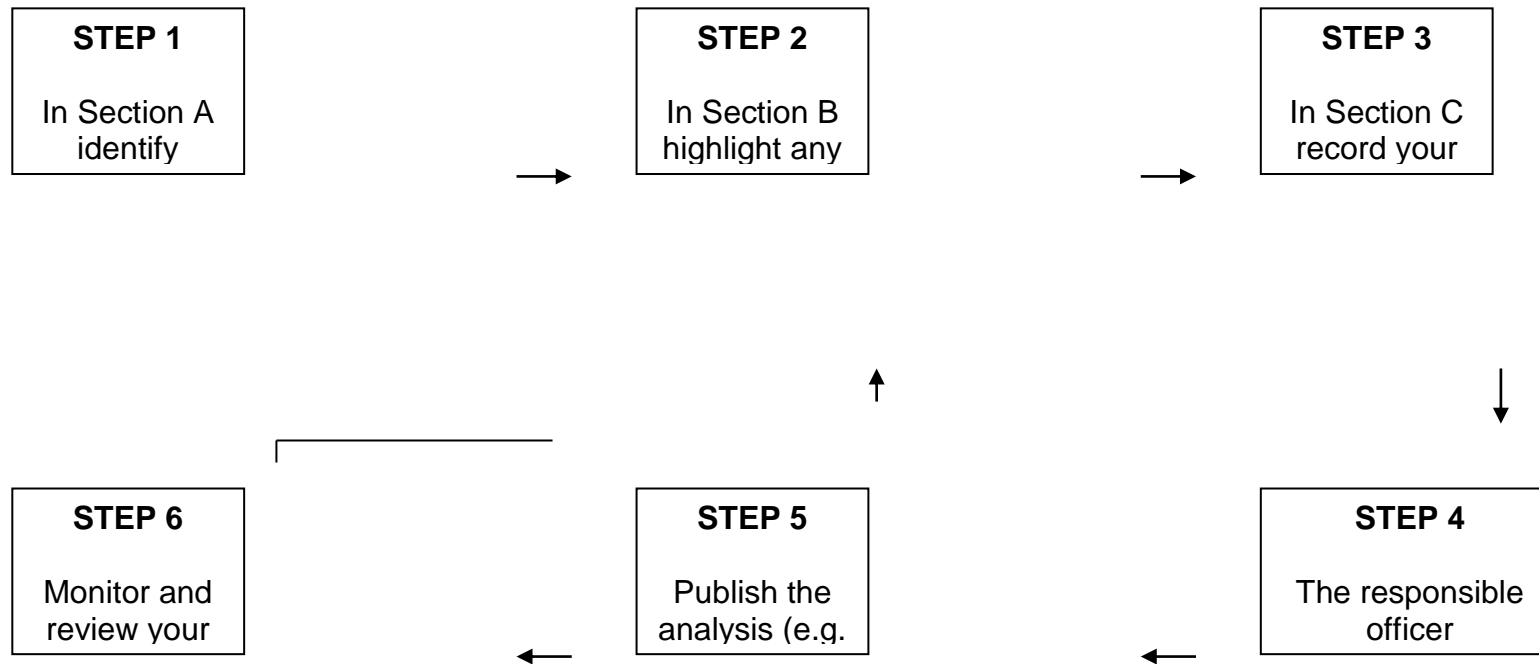 STEP 1
In Section A
identify
STEP 2
In Section B
highlight any
STEP 3
In Section C
record your
STEP 4
The responsible
officer
STEP 5
Publish the
analysis (e.g.
STEP 6
Monitor and
review your